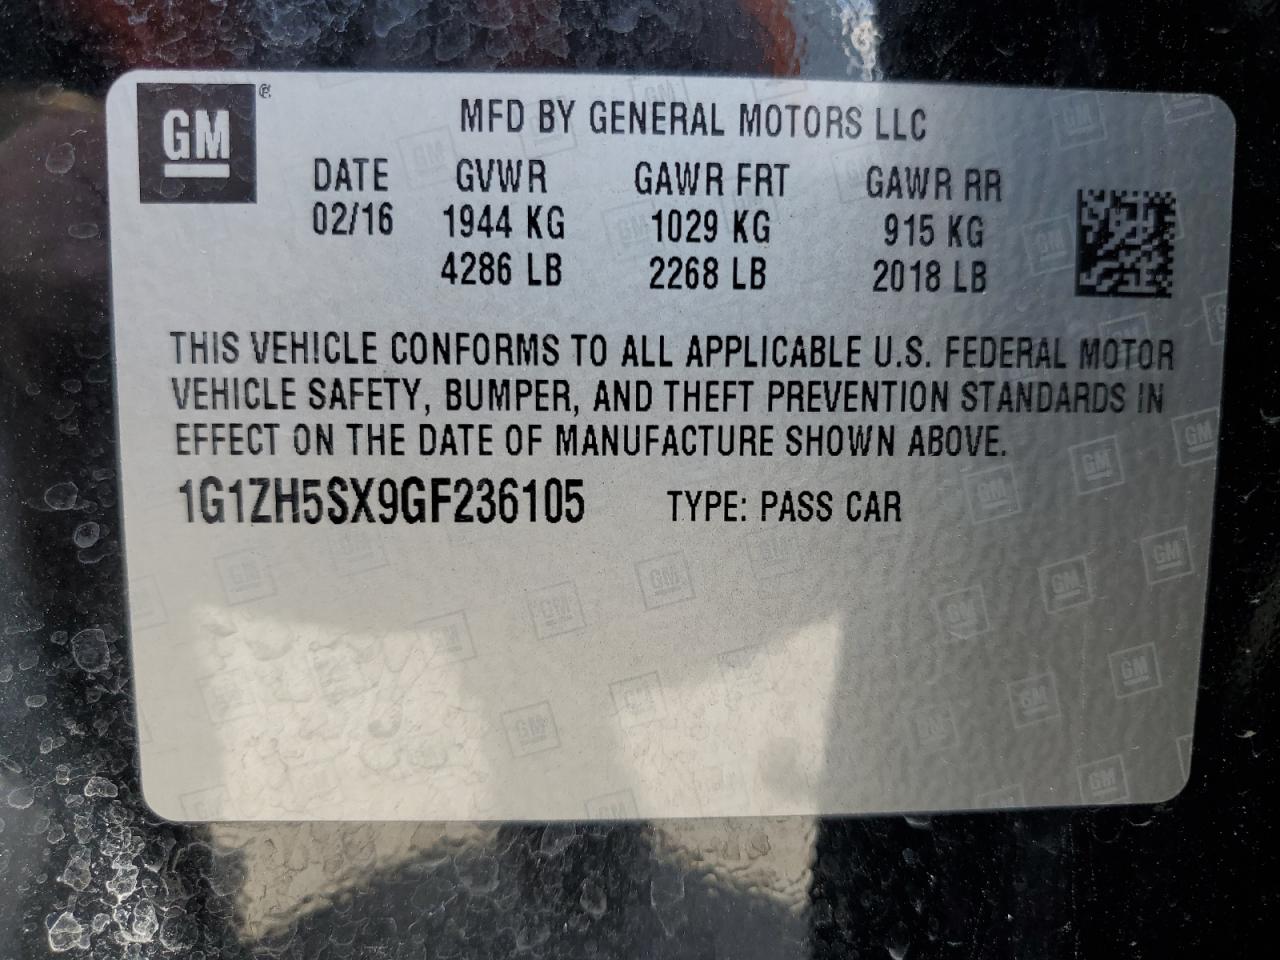 GM ®
MFD BY GENERAL MOTORS LLC
DATE GVWR GAWR FRT GAWR RR
02/16 1944 KG 1029 KG 915 KG
4286 LB 2268 LB 2018 LB
THIS VEHICLE CONFORMS TO ALL APPLICABLE U.S. FEDERAL MOTOR
VEHICLE SAFETY, BUMPER, AND THEFT PREVENTION STANDARDS IN
EFFECT ON THE DATE OF MANUFACTURE SHOWN ABOVE.
1G1ZH5SX9GF236105 TYPE: PASS CAR